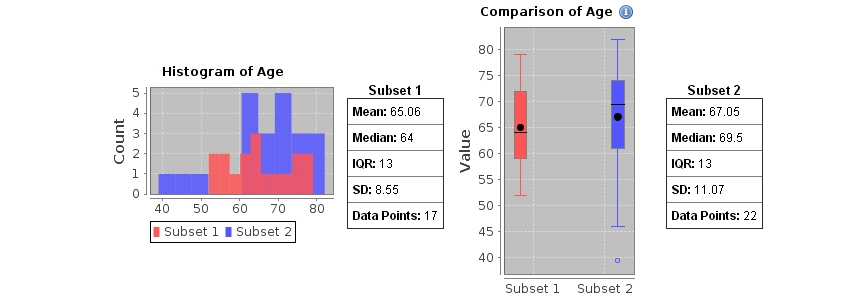 Comparison of Age i
Histogram of Age
Count
5
4
3
2
1
0
40 50 60 70 80
Subset 1 Subset 2
Subset 1
Mean: 65.06
Median: 64
IQR: 13
SD: 8.55
Data Points: 17
Value
80
75
70
65
60
55
50
45
40
Subset 1 Subset 2
Subset 2
Mean: 67.05
Median: 69.5
IQR: 13
SD: 11.07
Data Points: 22